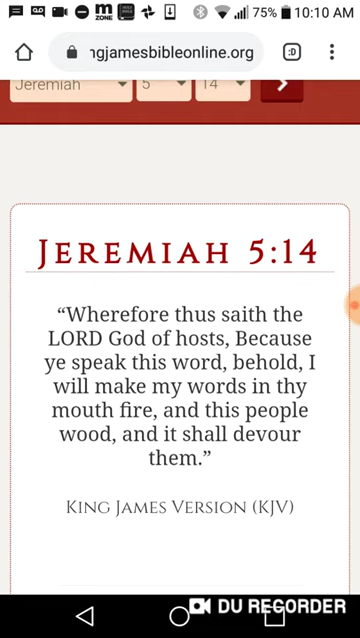 75% 10:10 AM
ngjamesbibleonline.org :D
Jeremiah 5 14
JEREMIAH 5:14
“Wherefore thus saith the
LORD God of hosts, Because
ye speak this word, behold, I
will make my words in thy
mouth fire, and this people
wood, and it shall devour
them.”
KING JAMES VERSION (KJV)
DU RECORDER